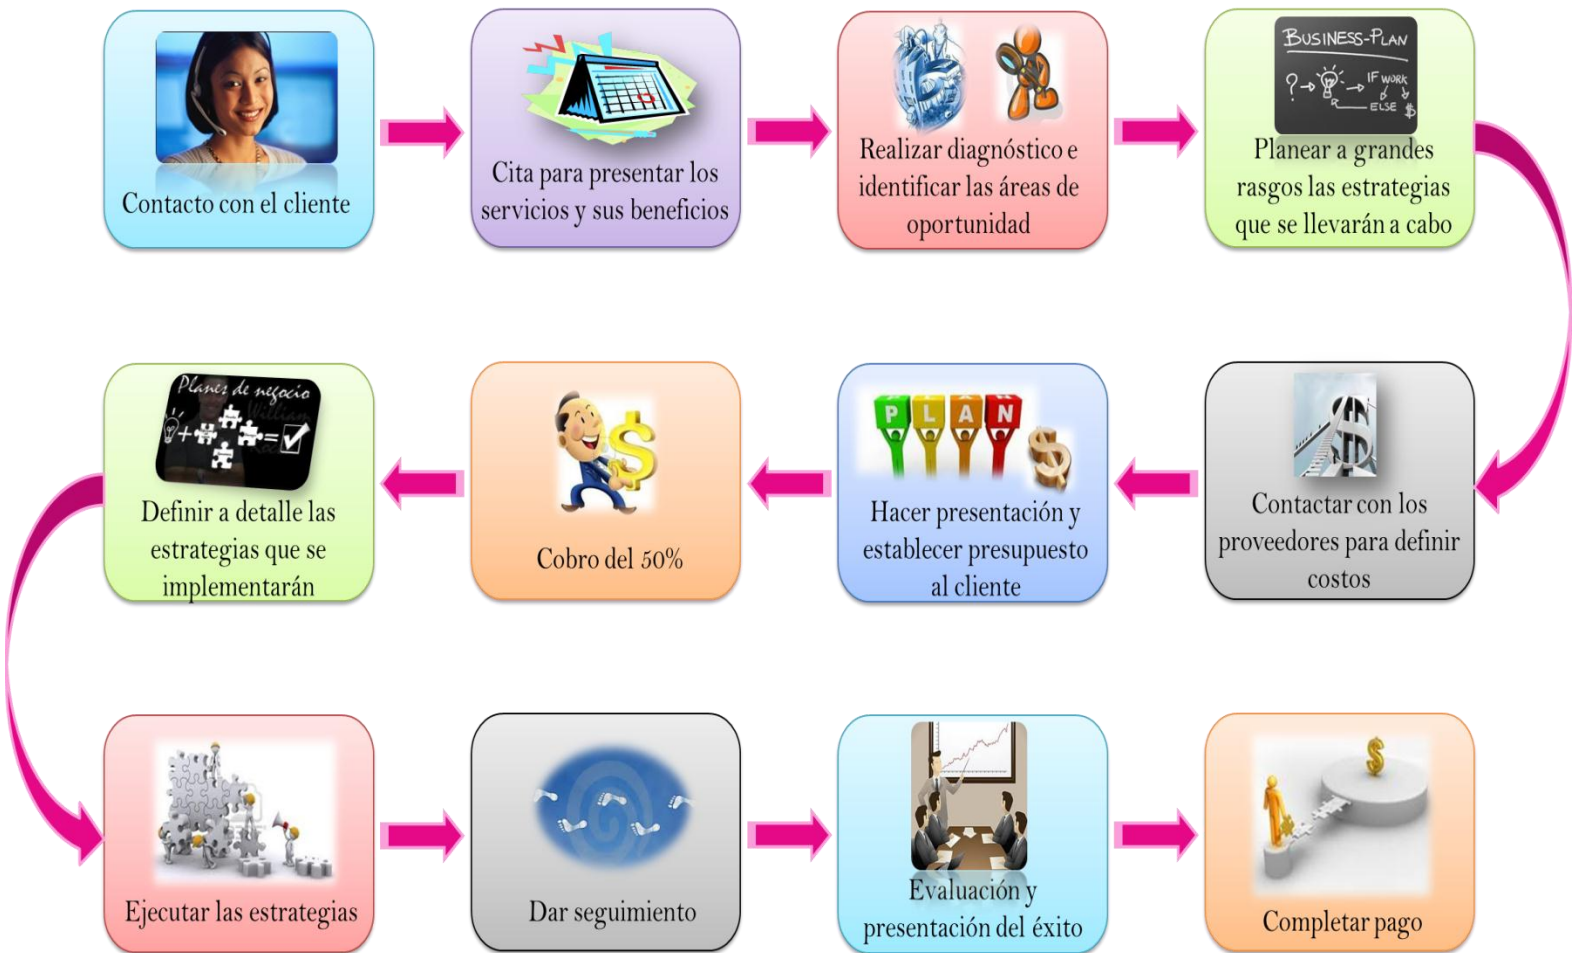 Contacto con el cliente
Cita para presentar los
servicios y sus beneficios
Realizar diagnóstico e
identificar las áreas de
oportunidad
BUSINESS-PLAN
? → → IF WORK
ELSE $
Planear a grandes
rasgos las estrategias
que se llevarán a cabo
Contactar con los
proveedores para definir
costos
PLAN
$
Hacer presentación y
establecer presupuesto
al cliente
$
Cobro del 50%
Planes de negocio
William
+ =
Definir a detalle las
estrategias que se
implementarán
Ejecutar las estrategias
Dar seguimiento
Evaluación y
presentación del éxito
$
Completar pago